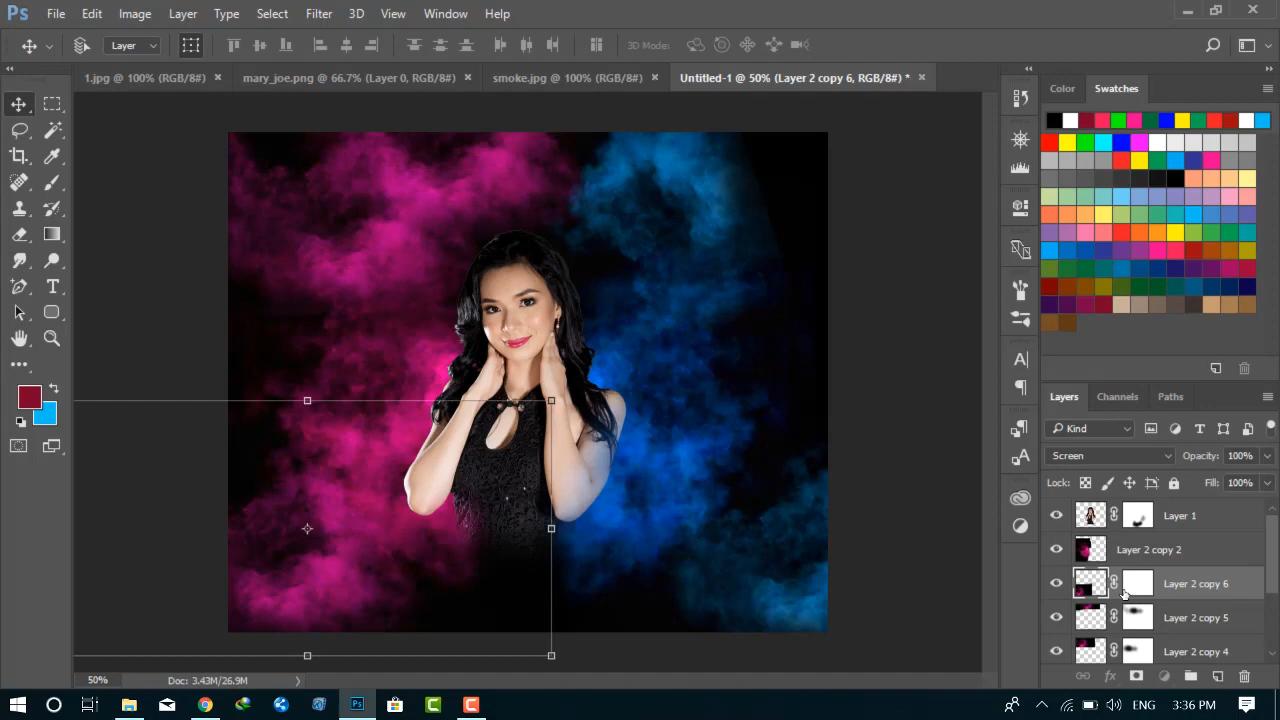 Ps File Edit Image Layer Type Select Filter 3D View Window Help
Layer 3D Mode:
1.jpg @ 100% (RGB/8#) × mary_joe.png @ 66.7% (Layer 0, RGB/8#) × smoke.jpg @ 100% (RGB/8#) × Untitled-1 @ 50% (Layer 2 copy 6, RGB/8#) * ×
Color Swatches
Layers Channels Paths
Kind
Screen Opacity: 100%
Lock: Fill: 100%
Layer 1
Layer 2 copy 2
Layer 2 copy 6
Layer 2 copy 5
Layer 2 copy 4
50% Doc: 3.43M/26.9M
Ps ENG 3:36 PM